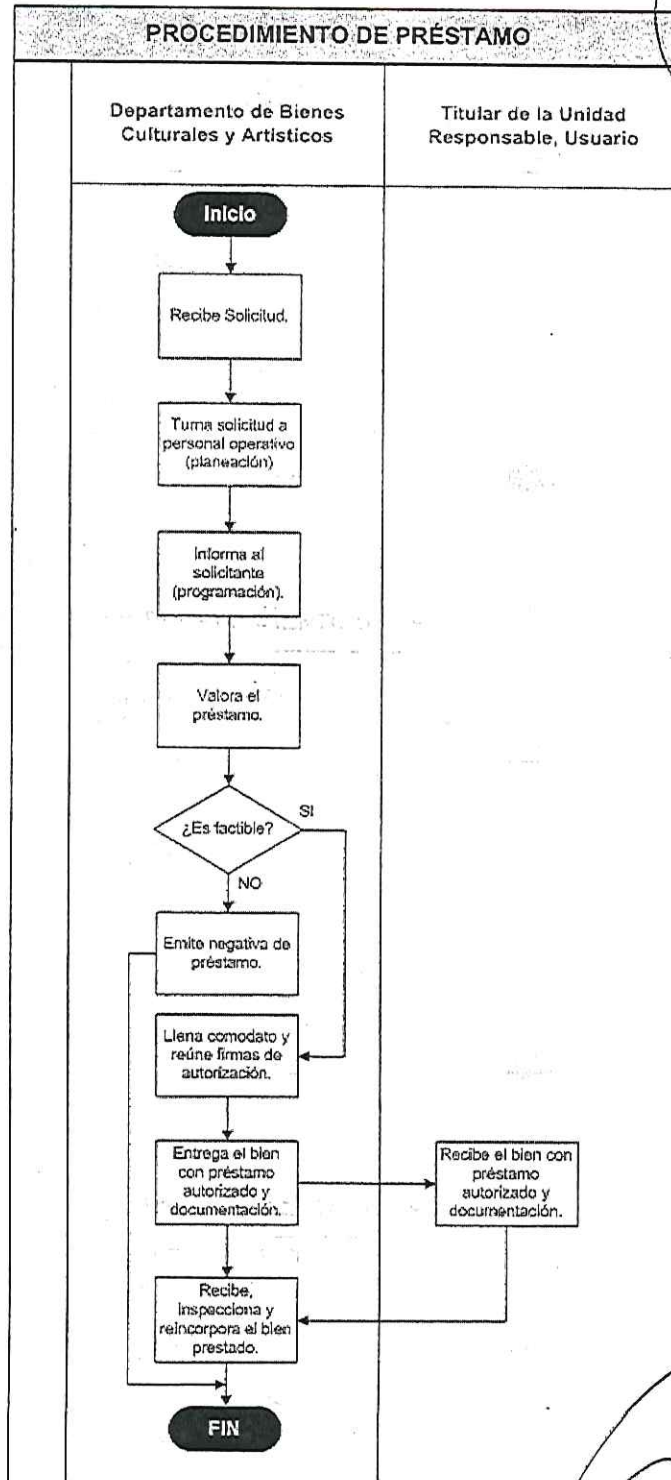 PROCEDIMIENTO DE PRÉSTAMO
Departamento de Bienes
Culturales y Artísticos
Titular de la Unidad
Responsable, Usuario
Inicio
Recibe Solicitud.
Turna solicitud a
personal operativo
(planeación)
Informa al
solicitante
(programación).
Valora el
préstamo.
¿Es factible?
SI
NO
Emite negativa de
préstamo.
Llena comodato y
reúne firmas de
autorización.
Entrega el bien
con préstamo
autorizado y
documentación.
Recibe el bien con
préstamo
autorizado y
documentación.
Recibe,
inspecciona y
reincorpora el bien
prestado.
FIN